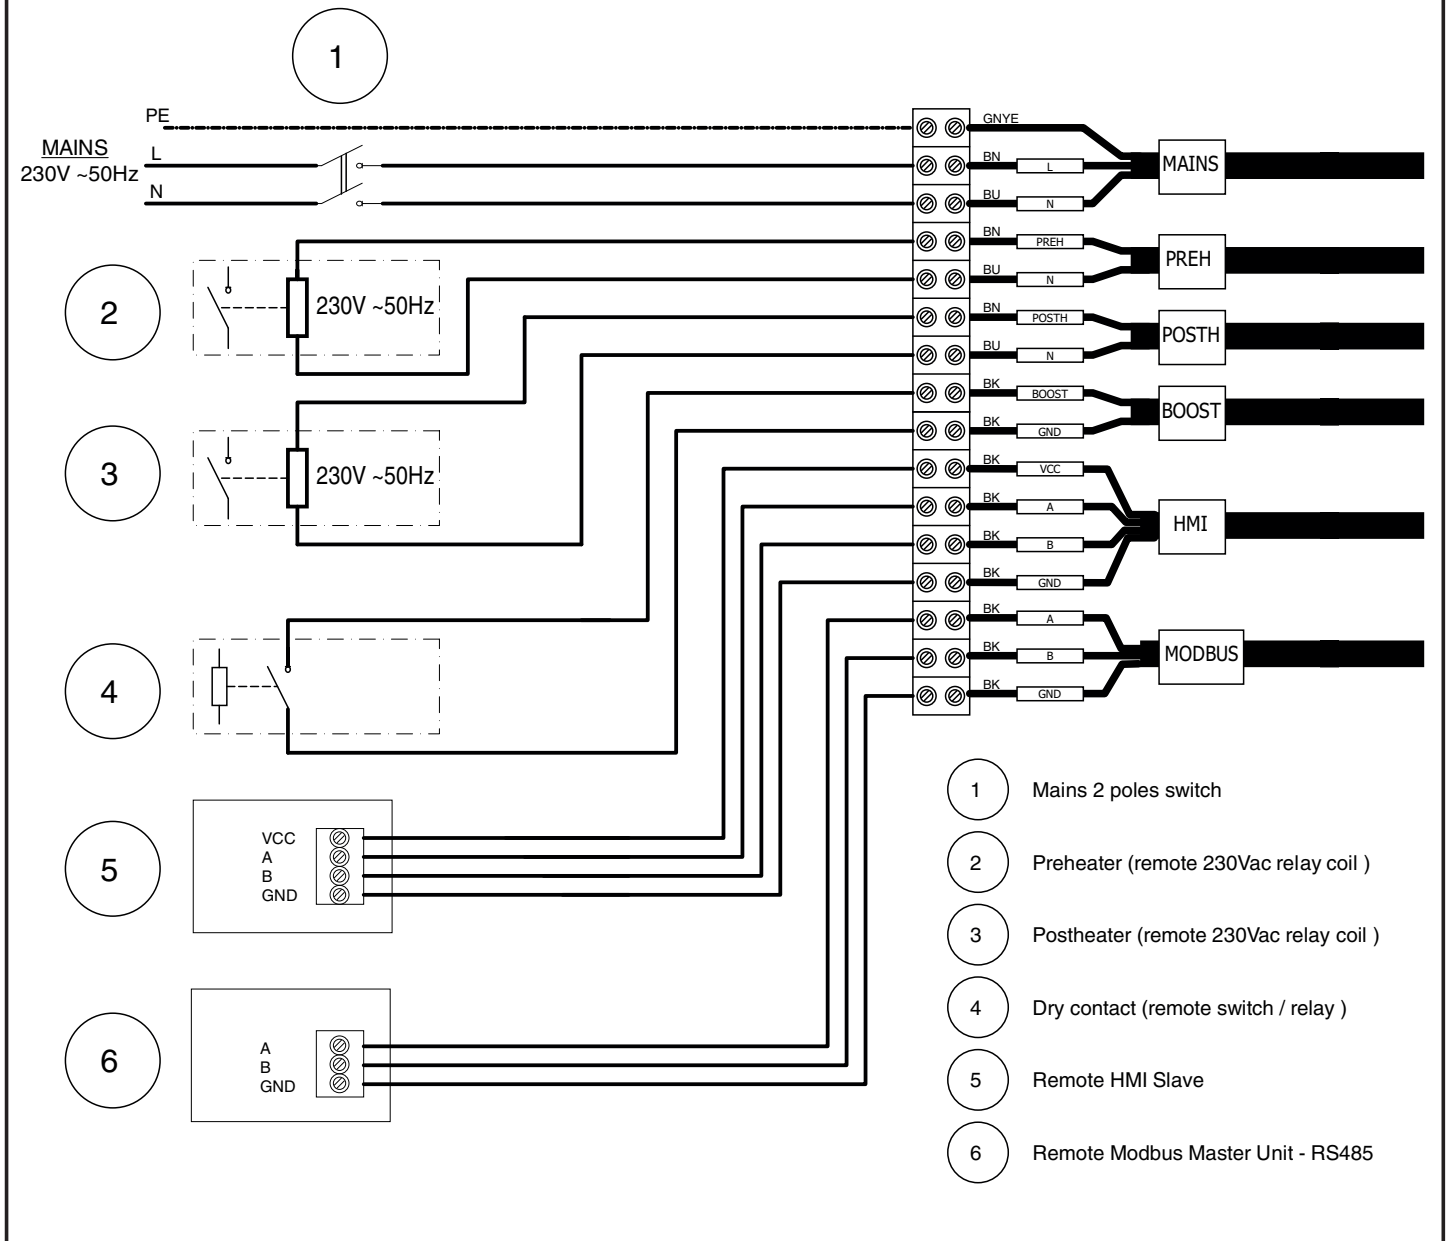 1
PE
MAINS
230V ~50Hz
L
N
GNYE
BN
L
BU
N
MAINS
BN
PREH
BU
N
PREH
BN
POSTH
BU
N
POSTH
BK
BOOST
BK
GND
BOOST
BK
VCC
BK
A
BK
B
BK
GND
HMI
BK
A
BK
B
BK
GND
MODBUS
2
230V ~50Hz
3
230V ~50Hz
4
5
VCC
A
B
GND
6
A
B
GND
1 Mains 2 poles switch
2 Preheater (remote 230Vac relay coil )
3 Postheater (remote 230Vac relay coil )
4 Dry contact (remote switch / relay )
5 Remote HMI Slave
6 Remote Modbus Master Unit - RS485